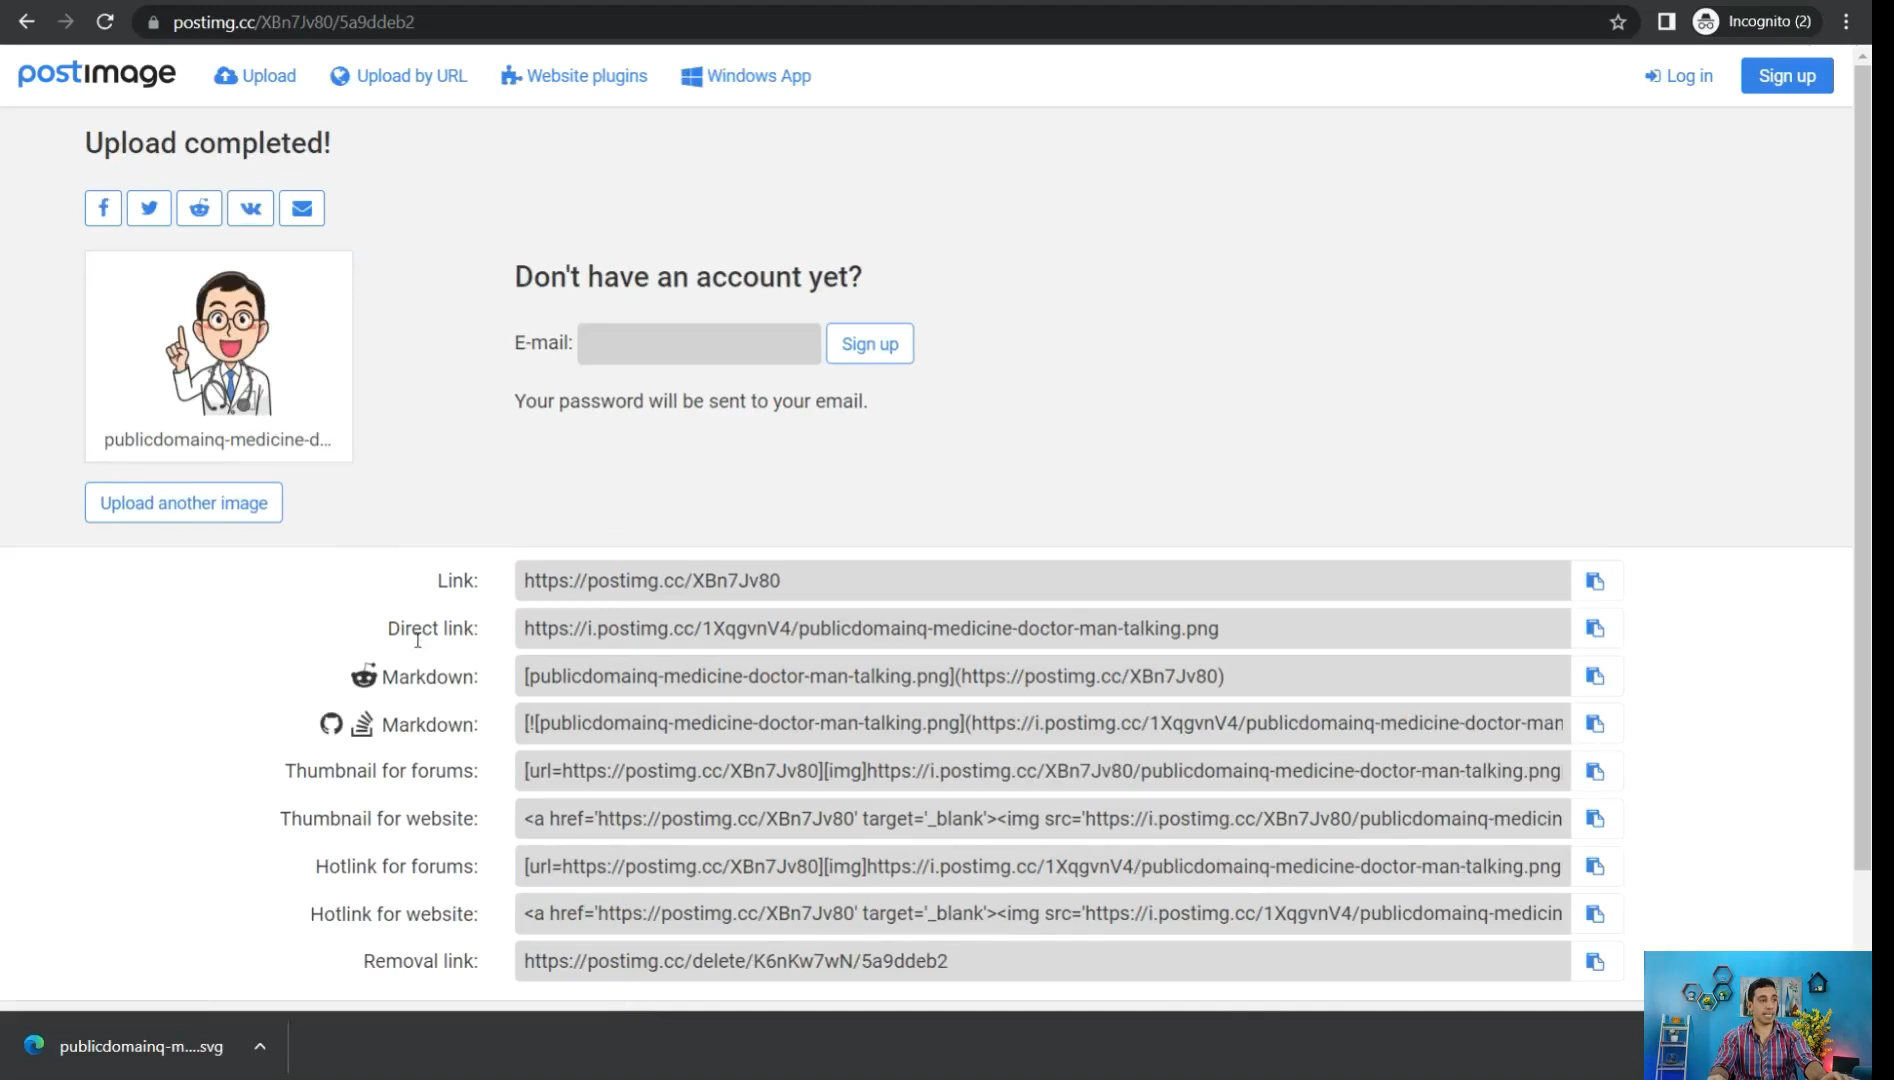 postimg.cc/XBn7Jv80/5a9ddeb2
Incognito (2)
postimage
Upload
Upload by URL
Website plugins
Windows App
Log in
Sign up
Upload completed!
Don't have an account yet?
E-mail:
Sign up
Your password will be sent to your email.
publicdomainq-medicine-d...
Upload another image
Link: https://postimg.cc/XBn7Jv80
Direct link: https://i.postimg.cc/1XqgvnV4/publicdomainq-medicine-doctor-man-talking.png
Markdown: [publicdomainq-medicine-doctor-man-talking.png](https://postimg.cc/XBn7Jv80)
Markdown: [![publicdomainq-medicine-doctor-man-talking.png](https://i.postimg.cc/1XqgvnV4/publicdomainq-medicine-doctor-man
Thumbnail for forums: [url=https://postimg.cc/XBn7Jv80][img]https://i.postimg.cc/XBn7Jv80/publicdomainq-medicine-doctor-man-talking.png
Thumbnail for website: <a href='https://postimg.cc/XBn7Jv80' target='_blank'><img src='https://i.postimg.cc/XBn7Jv80/publicdomainq-medicin
Hotlink for forums: [url=https://postimg.cc/XBn7Jv80][img]https://i.postimg.cc/1XqgvnV4/publicdomainq-medicine-doctor-man-talking.png
Hotlink for website: <a href='https://postimg.cc/XBn7Jv80' target='_blank'><img src='https://i.postimg.cc/1XqgvnV4/publicdomainq-medicin
Removal link: https://postimg.cc/delete/K6nKw7wN/5a9ddeb2
publicdomainq-m....svg